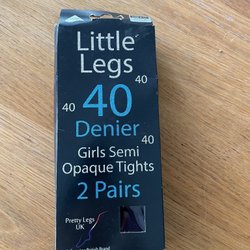 Little
Legs
40
40
40
Denier
40
Girls Semi
Opaque Tights
2 Pairs
Pretty Legs
UK